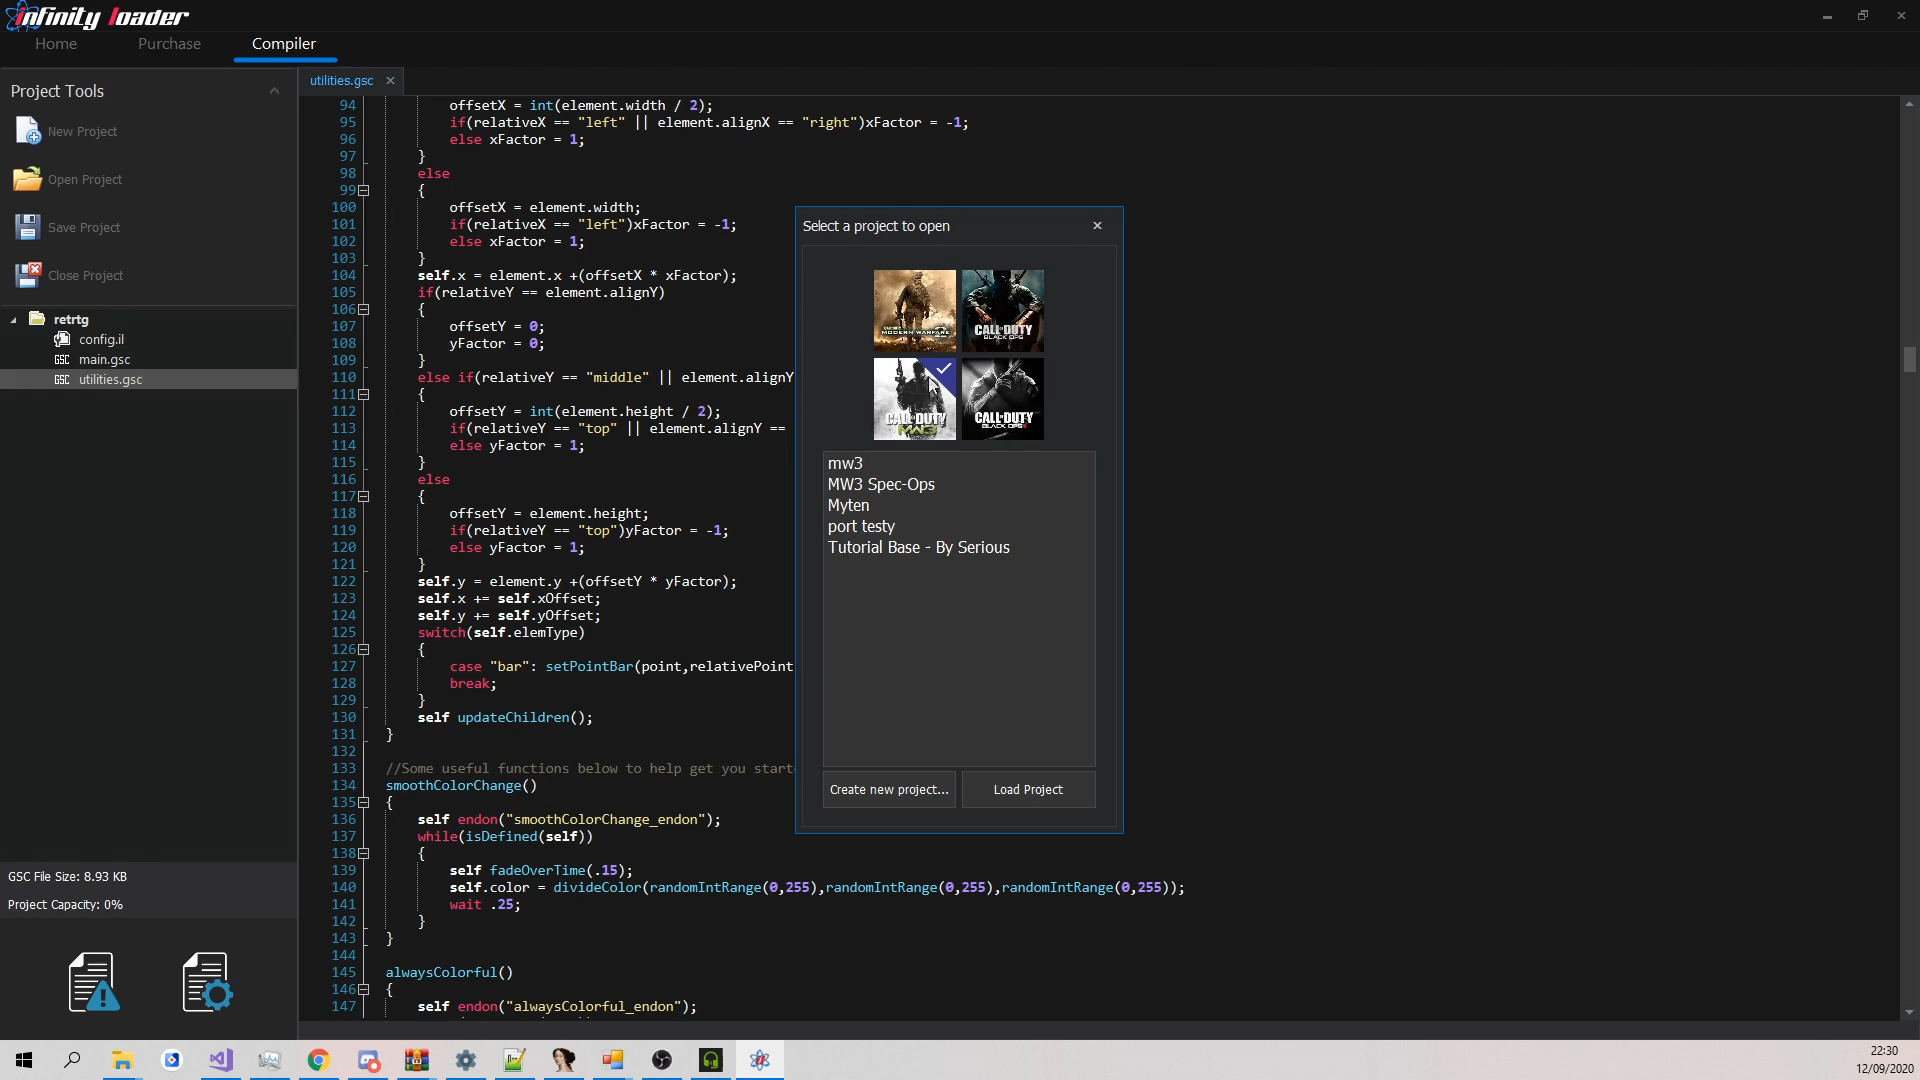 infinity loader
Home
Purchase
Compiler
Project Tools
New Project
Open Project
Save Project
Close Project
retrtg
config.il
GSC main.gsc
GSC utilities.gsc
GSC File Size: 8.93 KB
Project Capacity: 0%
utilities.gsc
94 offsetX = int(element.width / 2);
95 if(relativeX == "left" || element.alignX == "right")xFactor = -1;
96 else xFactor = 1;
97 }
98 else
99 {
100 offsetX = element.width;
101 if(relativeX == "left")xFactor = -1;
102 else xFactor = 1;
103 }
104 self.x = element.x +(offsetX * xFactor);
105 if(relativeY == element.alignY)
106 {
107 offsetY = 0;
108 yFactor = 0;
109 }
110 else if(relativeY == "middle" || element.alignY
111 {
112 offsetY = int(element.height / 2);
113 if(relativeY == "top" || element.alignY ==
114 else yFactor = 1;
115 }
116 else
117 {
118 offsetY = element.height;
119 if(relativeY == "top")yFactor = -1;
120 else yFactor = 1;
121 }
122 self.y = element.y +(offsetY * yFactor);
123 self.x += self.xOffset;
124 self.y += self.yOffset;
125 switch(self.elemType)
126 {
127 case "bar": setPointBar(point,relativePoint
128 break;
129 }
130 self updateChildren();
131 }
132
133 //Some useful functions below to help get you start
134 smoothColorChange()
135 {
136 self endon("smoothColorChange_endon");
137 while(isDefined(self))
138 {
139 self fadeOverTime(.15);
140 self.color = divideColor(randomIntRange(0,255),randomIntRange(0,255),randomIntRange(0,255));
141 wait .25;
142 }
143 }
144
145 alwaysColorful()
146 {
147 self endon("alwaysColorful_endon");
Select a project to open
MODERN WARFARE 2
CALL DUTY
BLACK OPS
CALL DUTY
MW3
CALL DUTY
BLACK OPS II
mw3
MW3 Spec-Ops
Myten
port testy
Tutorial Base - By Serious
Create new project...
Load Project
22:30
12/09/2020